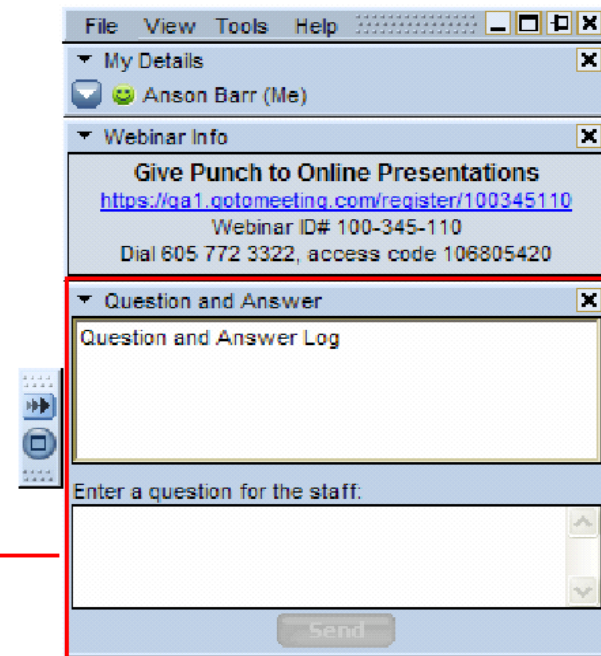 File View Tools Help
My Details
Anson Barr (Me)
Webinar Info
Give Punch to Online Presentations
https://qa1.gotomeeting.com/register/100345110
Webinar ID# 100-345-110
Dial 605 772 3322, access code 106805420
Question and Answer
Question and Answer Log
Enter a question for the staff:
Send